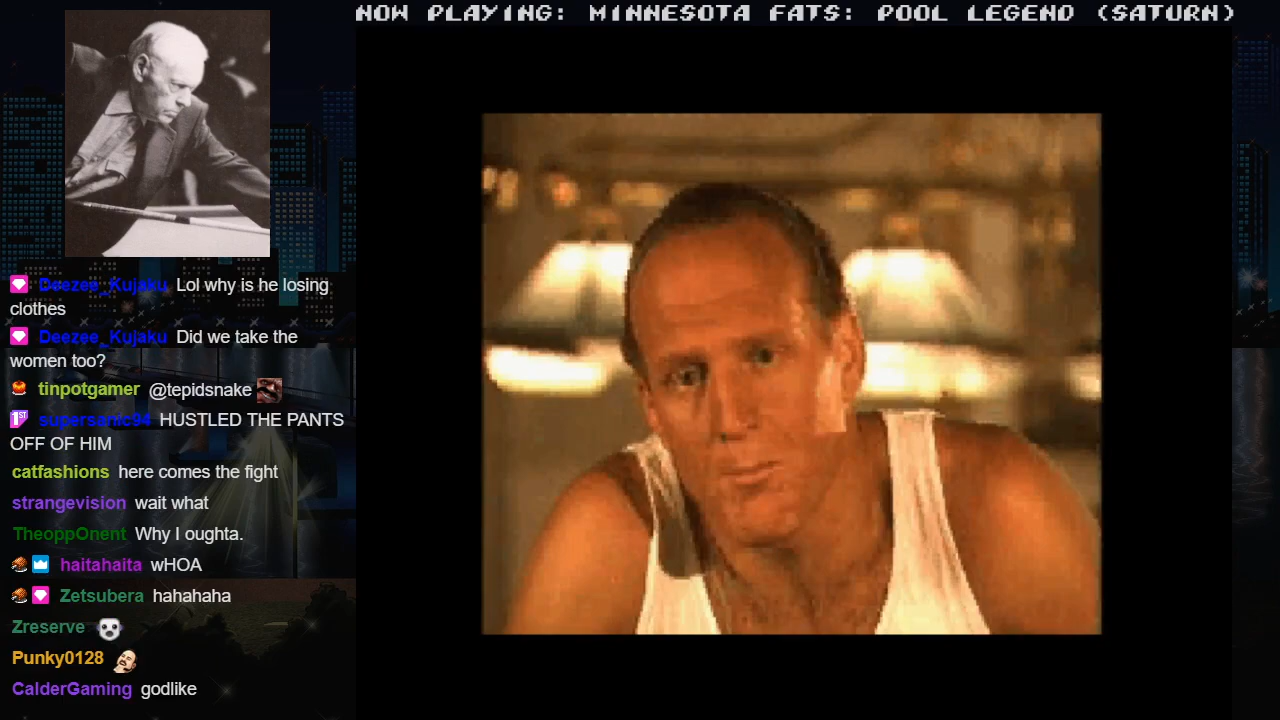 NOW PLAYING: MINNESOTA FATS: POOL LEGEND (SATURN)
Deezee_Kujaku Lol why is he losing
clothes
Deezee_Kujaku Did we take the
women too?
tinpotgamer @tepidsnake
1ST supersanic94 HUSTLED THE PANTS
OFF OF HIM
catfashions here comes the fight
strangevision wait what
TheoppOnent Why I oughta.
haitahaita wHOA
Zetsubera hahahaha
Zreserve
Punky0128
CalderGaming godlike